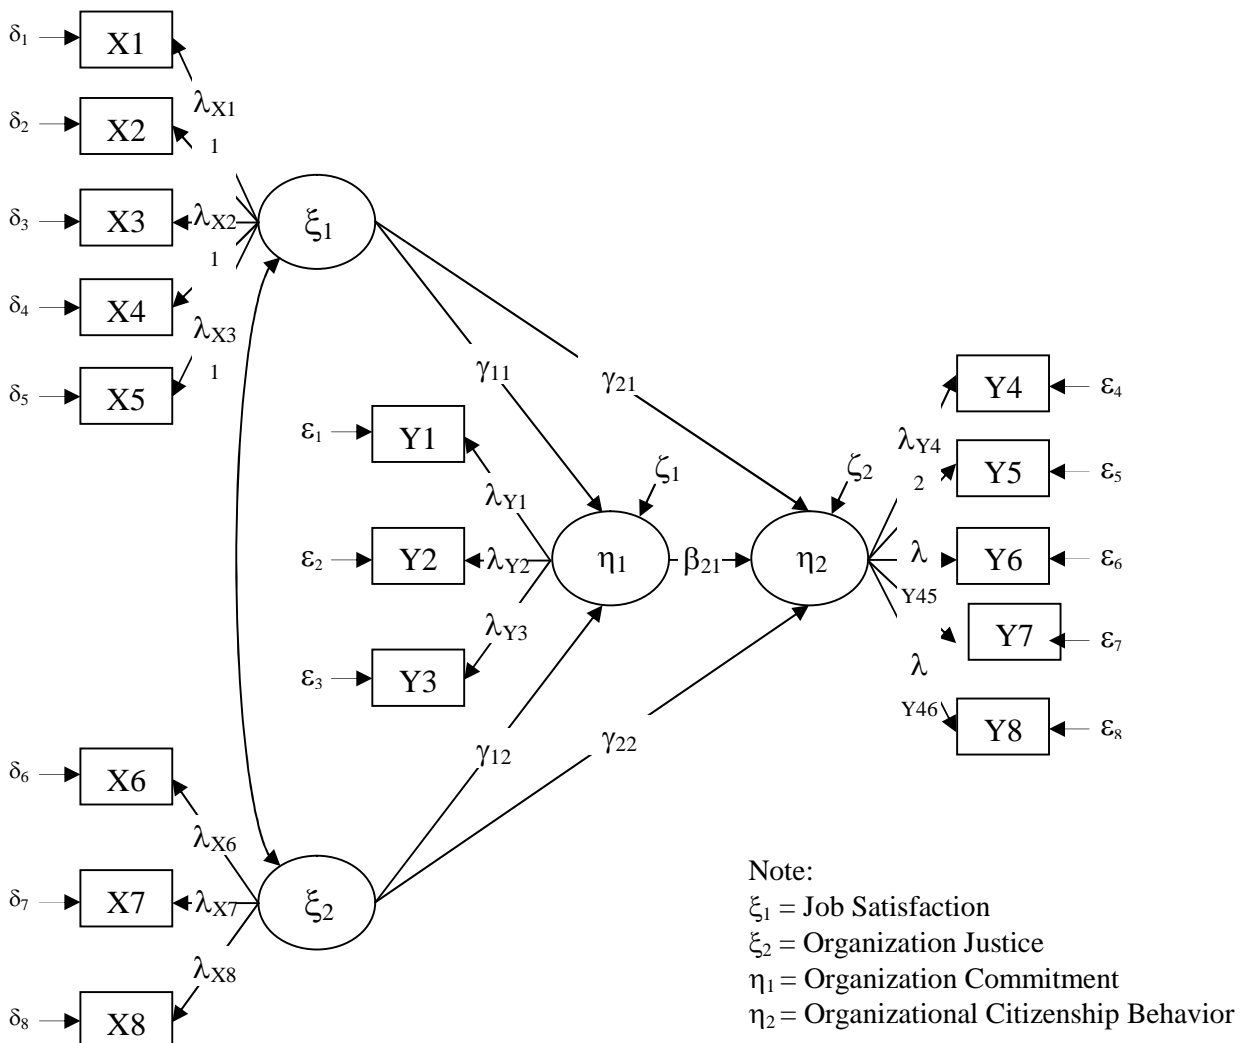 δ1
X1
λX1
1
δ2
X2
δ3
X3
λX2
1
ξ1
δ4
X4
λX3
1
δ5
X5
γ11
γ21
ε1
Y1
λY1
ζ1
ζ2
ε2
Y2
λY2
η1
β21
η2
λY3
ε3
Y3
Y4
ε4
λY4
2
Y5
ε5
λ
Y45
Y6
ε6
Y7
ε7
λ
Y46
Y8
ε8
γ12
γ22
δ6
X6
λX6
δ7
X7
λX7
ξ2
λX8
δ8
X8
Note:
ξ1 = Job Satisfaction
ξ2 = Organization Justice
η1 = Organization Commitment
η2 = Organizational Citizenship Behavior